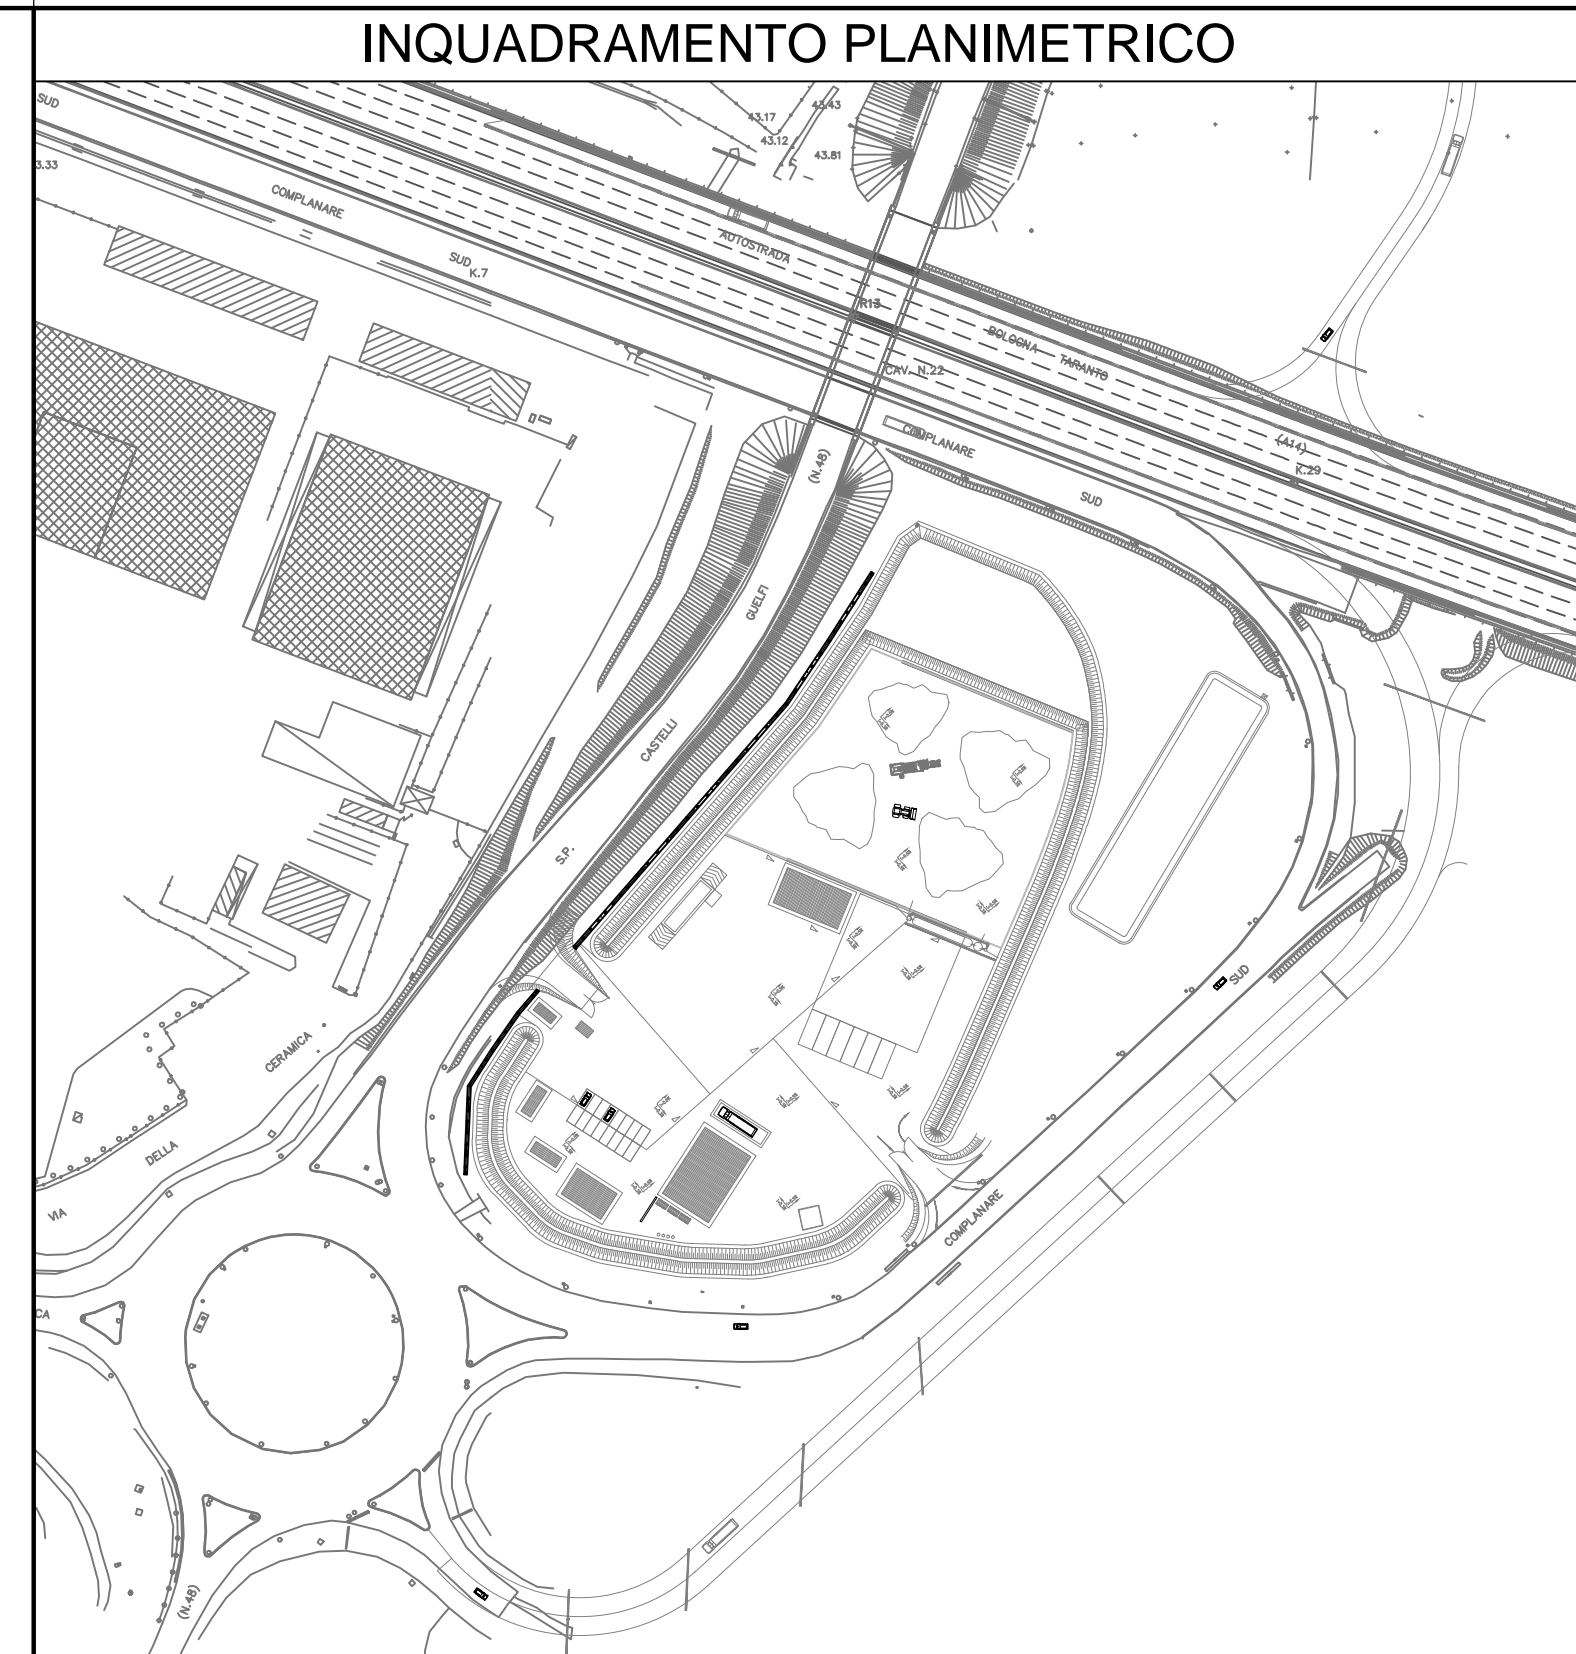 INQUADRAMENTO PLANIMETRICO
SUD
43.43
43.17
43.12
43.81
3.33
COMPLANARE
SUD
K.7
AUTOSTRADA
R13
BOLOGNA
TARANTO
CAV. N.22
COMPLANARE
(A14)
K.29
SUD
(N.48)
GUELFI
CASTELLI
S.P.
SUD
CERAMICA
DELLA
VIA
COMPLANARE
CA
(N.48)